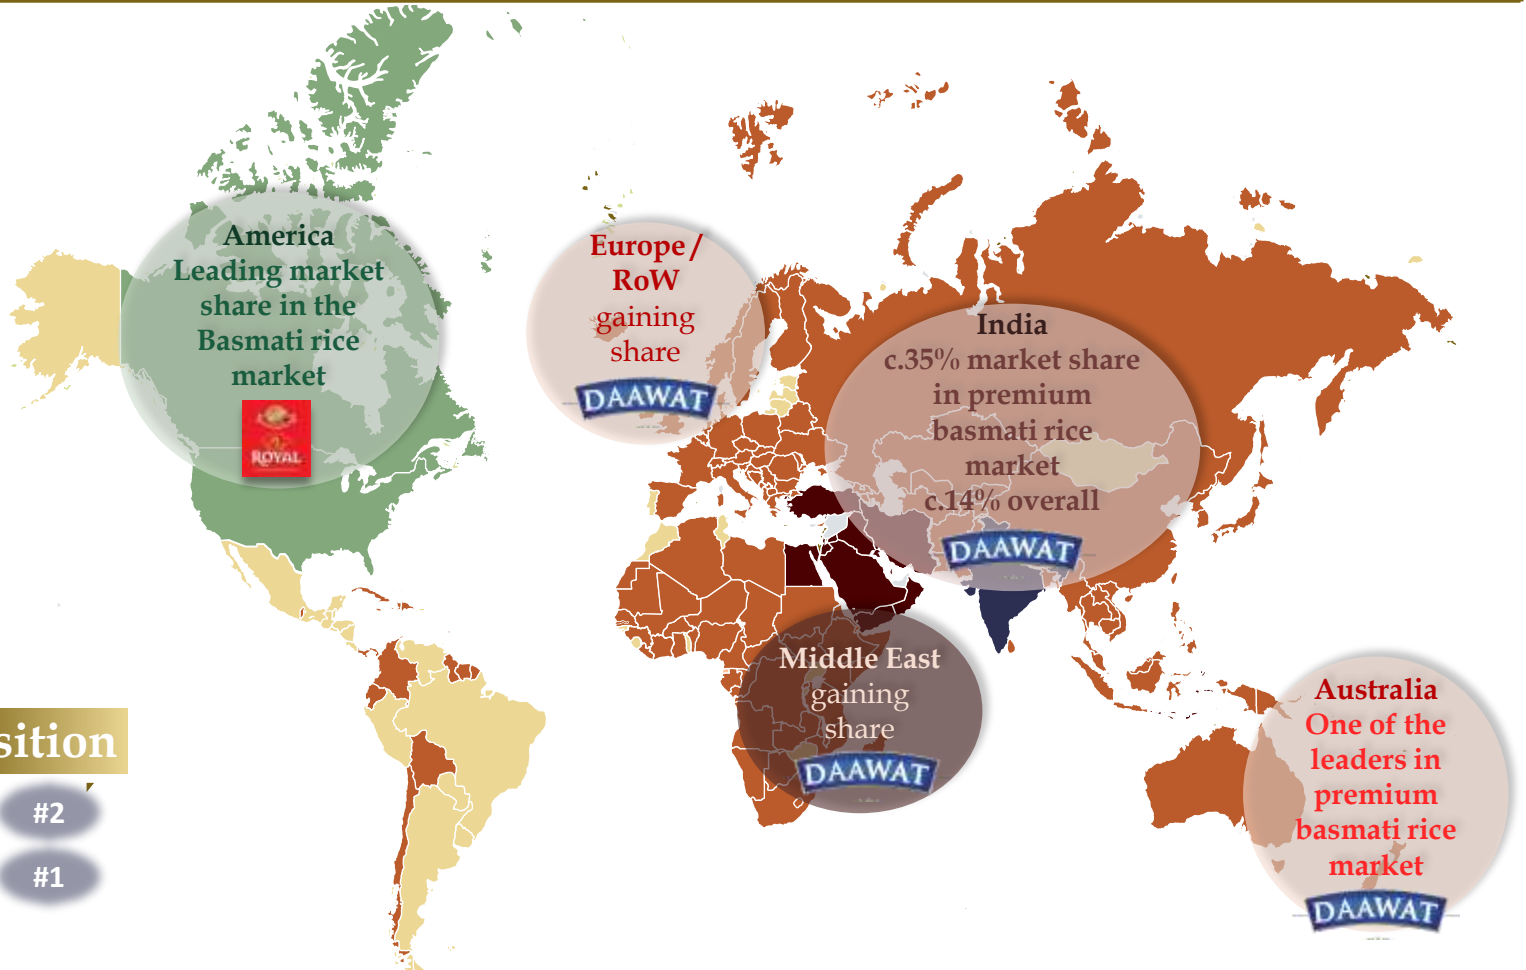 America
Leading market
share in the
Basmati rice
market
ROYAL
Europe /
RoW
gaining
share
DAAWAT
India
c.35% market share
in premium
basmati rice
market
c.14% overall
DAAWAT
Middle East
gaining
share
DAAWAT
Australia
One of the
leaders in
premium
basmati rice
market
DAAWAT
sition
#2
#1